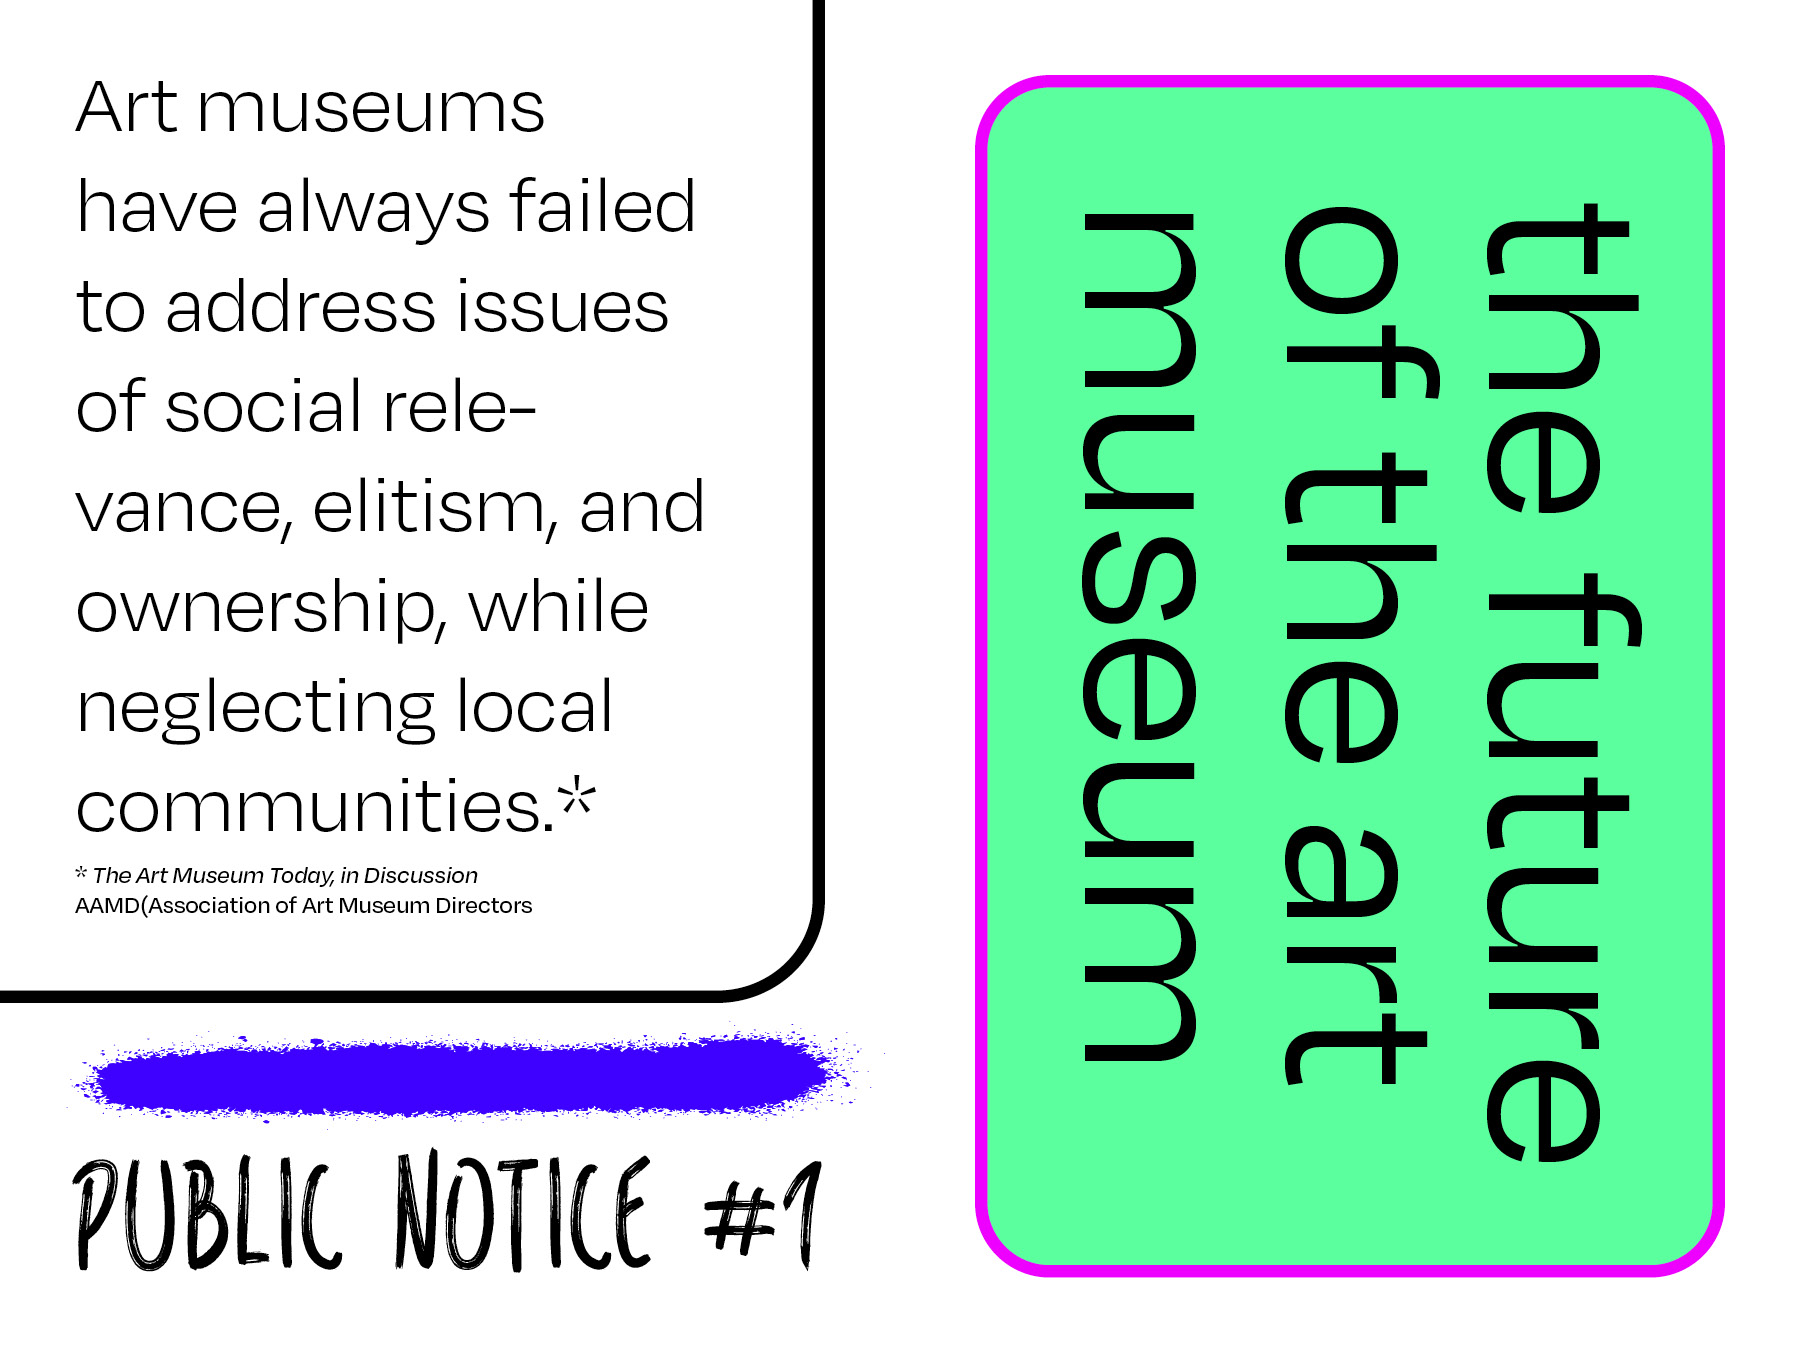 Art museums
have always failed
to address issues
of social rele-
vance, elitism, and
ownership, while
neglecting local
communities.*
* The Art Museum Today, in Discussion
AAMD(Association of Art Museum Directors
PUBLIC NOTICE #1
the future
of the art
museum